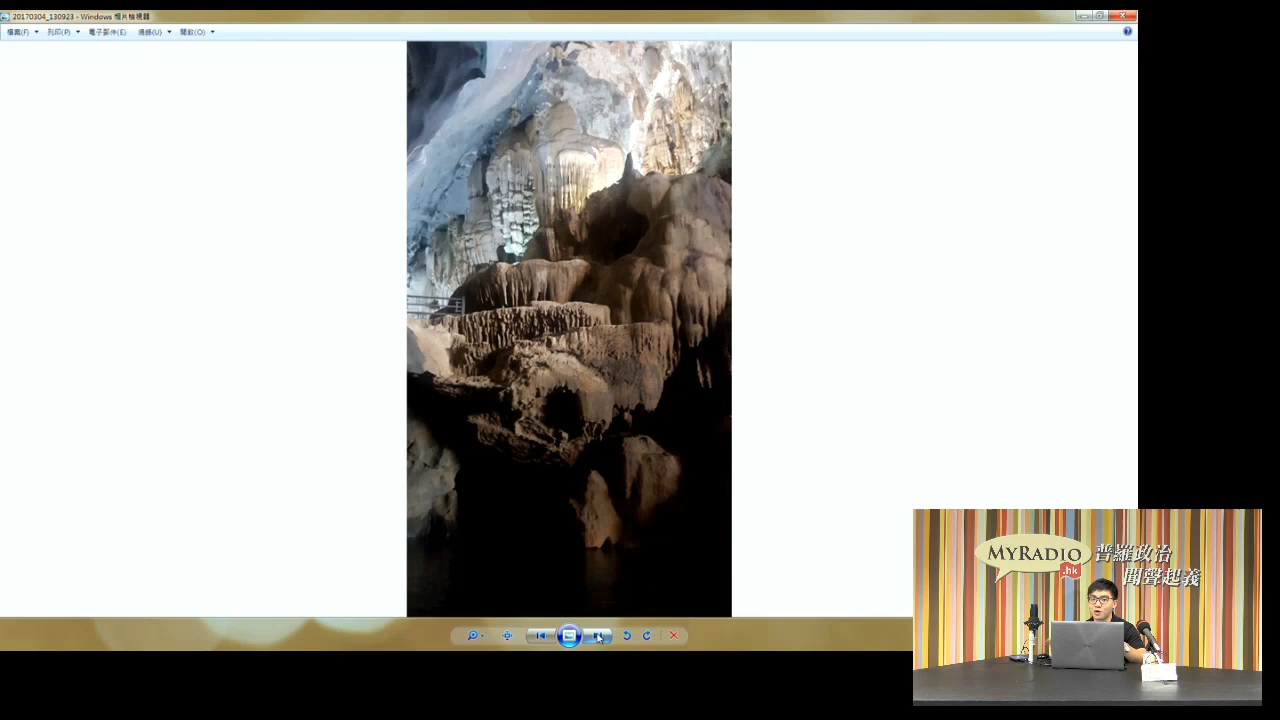 20170304_130923 - Windows 相片檢視器
檔案(F) 列印(P) 電子郵件(E) 燒錄(U) 開啟(O)
MYRADIO
.hk
普羅政治
聞聲起義